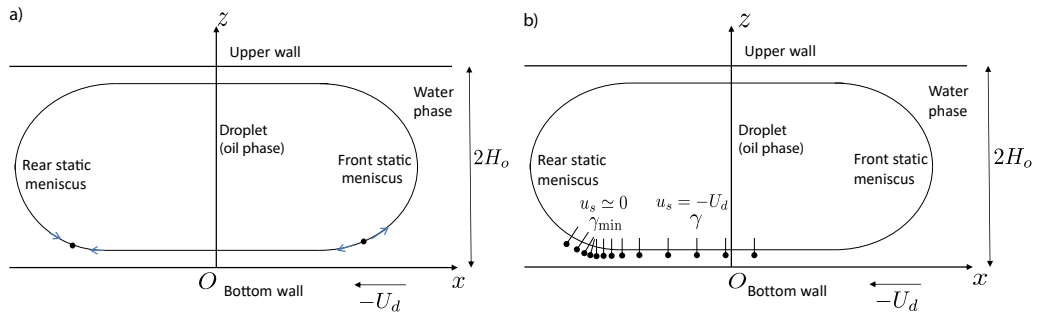 a)
z
Upper wall
Water
phase
Droplet
(oil phase)
Rear static
meniscus
Front static
meniscus
2H_o
O
x
Bottom wall
-U_d
b)
z
Upper wall
Water
phase
Droplet
(oil phase)
Rear static
meniscus
Front static
meniscus
2H_o
u_s ≃ 0
γ_min
u_s = -U_d
γ
O
x
Bottom wall
-U_d